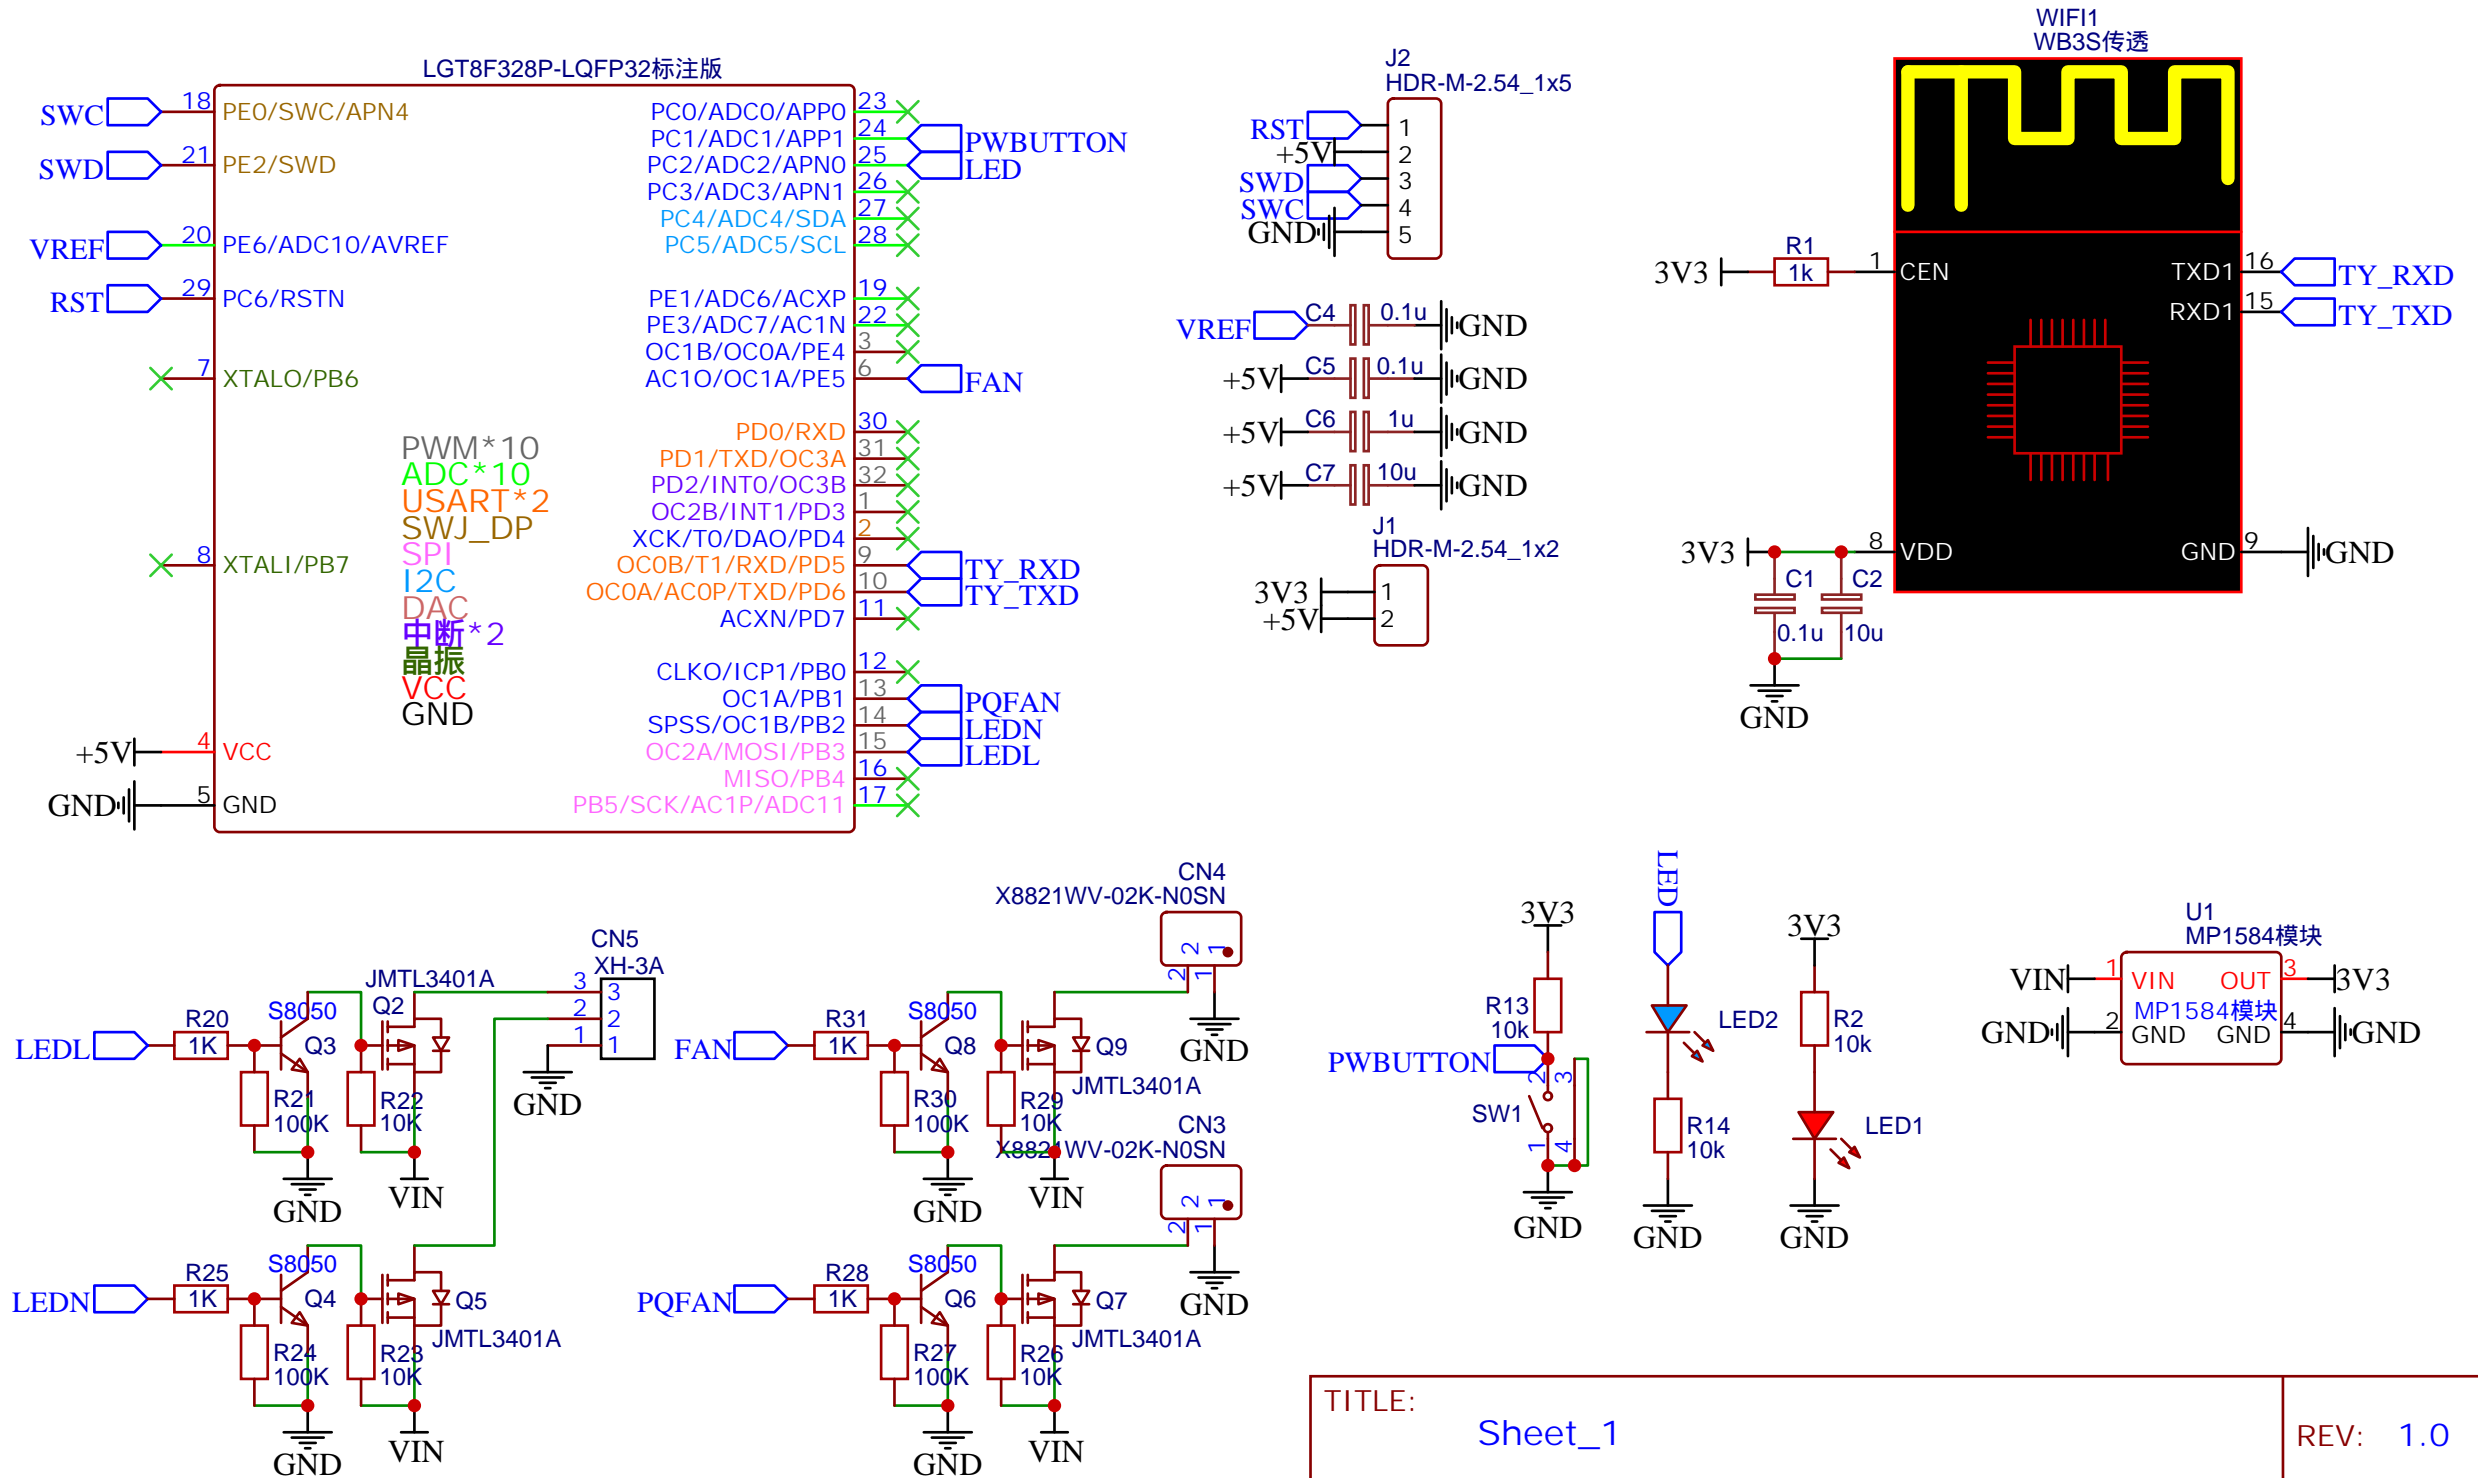 LGT8F328P-LQFP32标注版
SWC
18
PE0/SWC/APN4
SWD
21
PE2/SWD
VREF
20
PE6/ADC10/AVREF
RST
29
PC6/RSTN
7
XTALO/PB6
8
XTALI/PB7
+5V
4
VCC
GND
5
GND
PWM*10
ADC*10
USART*2
SWJ_DP
SPI
I2C
DAC
中断*2
晶振
VCC
GND
PC0/ADC0/APP0
23
PC1/ADC1/APP1
24
PWBUTTON
PC2/ADC2/APN0
25
LED
PC3/ADC3/APN1
26
PC4/ADC4/SDA
27
PC5/ADC5/SCL
28
PE1/ADC6/ACXP
19
PE3/ADC7/AC1N
22
OC1B/OC0A/PE4
3
AC1O/OC1A/PE5
6
FAN
PD0/RXD
30
PD1/TXD/OC3A
31
PD2/INT0/OC3B
32
OC2B/INT1/PD3
1
XCK/T0/DAO/PD4
2
OC0B/T1/RXD/PD5
9
TY_RXD
OC0A/AC0P/TXD/PD6
10
TY_TXD
ACXN/PD7
11
CLKO/ICP1/PB0
12
OC1A/PB1
13
PQFAN
SPSS/OC1B/PB2
14
LEDN
OC2A/MOSI/PB3
15
LEDL
MISO/PB4
16
PB5/SCK/AC1P/ADC11
17
J2
HDR-M-2.54_1x5
RST
1
+5V
2
SWD
3
SWC
4
GND
5
VREF
C4
0.1u
GND
+5V
C5
0.1u
GND
+5V
C6
1u
GND
+5V
C7
10u
GND
J1
HDR-M-2.54_1x2
3V3
1
+5V
2
WIFI1
WB3S传透
3V3
R1
1k
1
CEN
TXD1
16
TY_RXD
RXD1
15
TY_TXD
3V3
8
VDD
GND
9
GND
C1
C2
0.1u
10u
GND
LEDL
R20
1K
S8050
Q3
R21
100K
GND
JMTL3401A
Q2
R22
10K
VIN
CN5
XH-3A
3
3
2
2
1
1
GND
LEDN
R25
1K
S8050
Q4
R24
100K
GND
Q5
JMTL3401A
R23
10K
VIN
FAN
R31
1K
S8050
Q8
R30
100K
GND
Q9
JMTL3401A
R29
10K
VIN
CN4
X8821WV-02K-N0SN
2
1
2
1
GND
PQFAN
R28
1K
S8050
Q6
R27
100K
GND
Q7
JMTL3401A
R26
10K
VIN
CN3
X8821WV-02K-N0SN
2
1
2
1
GND
3V3
R13
10k
PWBUTTON
2
3
SW1
1
4
GND
LED
LED2
R14
10k
GND
3V3
R2
10k
LED1
GND
U1
MP1584模块
VIN
1
VIN
OUT
3
3V3
MP1584模块
GND
2
GND
GND
4
GND
TITLE:
Sheet_1
REV:
1.0